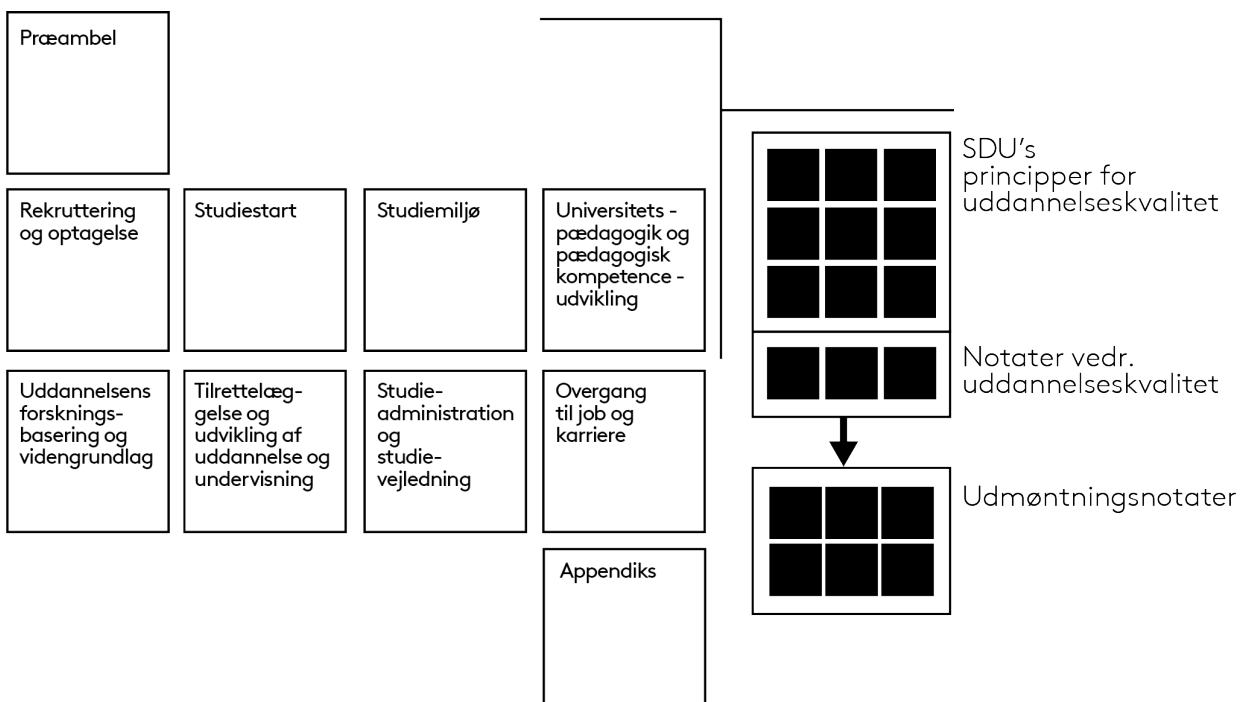 Præambel
Rekruttering
og optagelse
Studiestart
Studiemiljø
Universitets -
pædagogik og
pædagogisk
kompetence -
udvikling
Uddannelsens
forsknings-
basering og
videngrundlag
Tilrettelæg-
gelse og
udvikling af
uddannelse og
undervisning
Studie-
administration
og
studie-
vejledning
Overgang
til job og
karriere
Appendiks
SDU's
principper for
uddannelseskvalitet
Notater vedr.
uddannelseskvalitet
Udmøntningsnotater